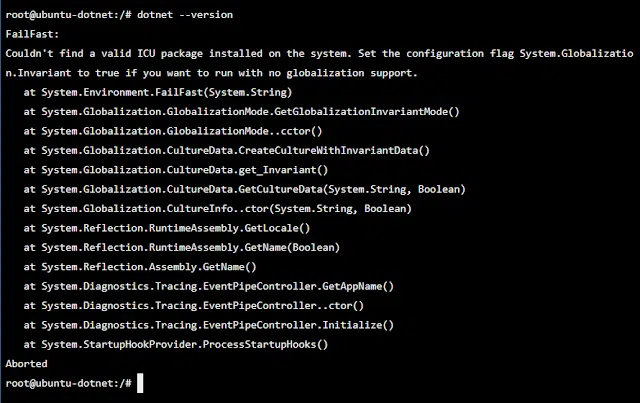 root@ubuntu-dotnet:/# dotnet --version
FailFast:
Couldn't find a valid ICU package installed on the system. Set the configuration flag System.Globalizatio
n.Invariant to true if you want to run with no globalization support.
   at System.Environment.FailFast(System.String)
   at System.Globalization.GlobalizationMode.GetGlobalizationInvariantMode()
   at System.Globalization.GlobalizationMode..cctor()
   at System.Globalization.CultureData.CreateCultureWithInvariantData()
   at System.Globalization.CultureData.get_Invariant()
   at System.Globalization.CultureData.GetCultureData(System.String, Boolean)
   at System.Globalization.CultureInfo..ctor(System.String, Boolean)
   at System.Reflection.RuntimeAssembly.GetLocale()
   at System.Reflection.RuntimeAssembly.GetName(Boolean)
   at System.Reflection.Assembly.GetName()
   at System.Diagnostics.Tracing.EventPipeController.GetAppName()
   at System.Diagnostics.Tracing.EventPipeController..ctor()
   at System.Diagnostics.Tracing.EventPipeController.Initialize()
   at System.StartupHookProvider.ProcessStartupHooks()
Aborted
root@ubuntu-dotnet:/#